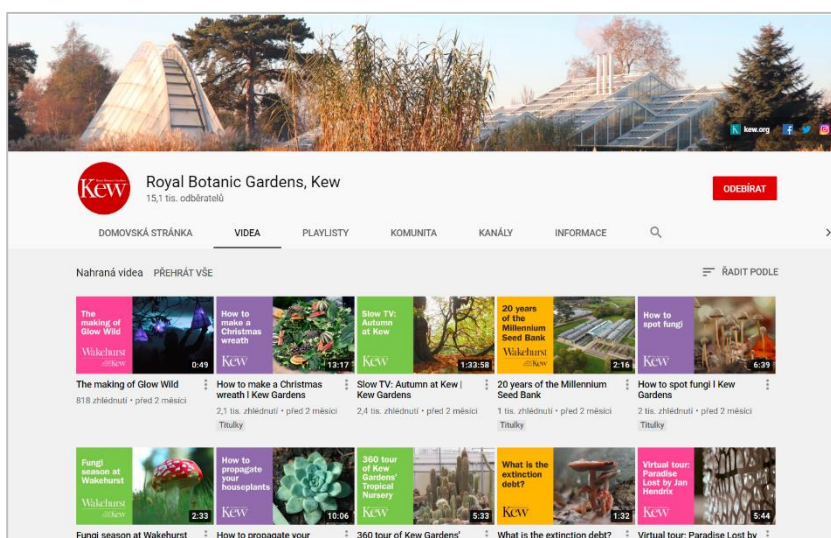 kew.org
Kew
Royal Botanic Gardens, Kew
15,1 tis. odběratelů
ODEBÍRAT
DOMOVSKÁ STRÁNKA VIDEA PLAYLISTY KOMUNITA KANÁLY INFORMACE
Nahraná videa PŘEHRÁT VŠE ŘADIT PODLE
The
making of
Glow Wild
Wakehurst
Kew
0:49
How to
make a
Christmas
wreath
Kew
13:17
Slow TV:
Autumn
at Kew
Kew
1:33:58
20 years
of the
Millennium
Seed Bank
Wakehurst
Kew
2:16
How to
spot fungi
Kew
6:39
The making of Glow Wild
818 zhlédnutí • před 2 měsíci
How to make a Christmas
wreath I Kew Gardens
2,1 tis. zhlédnutí • před 2 měsíci
Titulky
Slow TV: Autumn at Kew |
Kew Gardens
2,4 tis. zhlédnutí • před 2 měsíci
20 years of the Millennium
Seed Bank
1 tis. zhlédnutí • před 2 měsíci
Titulky
How to spot fungi I Kew
Gardens
2 tis. zhlédnutí • před 2 měsíci
Titulky
Fungi
season at
Wakehurst
Wakehurst
Kew
2:33
How to
propagate
your
houseplants
Kew
10:06
360 tour
of Kew
Gardens'
Tropical
Nursery
Kew
5:33
What is the
extinction
debt?
Kew
1:32
Virtual tour:
Paradise
Lost by Jan
Hendrix
Kew
5:44
Fungi season at Wakehurst
How to propagate your
360 tour of Kew Gardens'
What is the extinction debt?
Virtual tour: Paradise Lost by